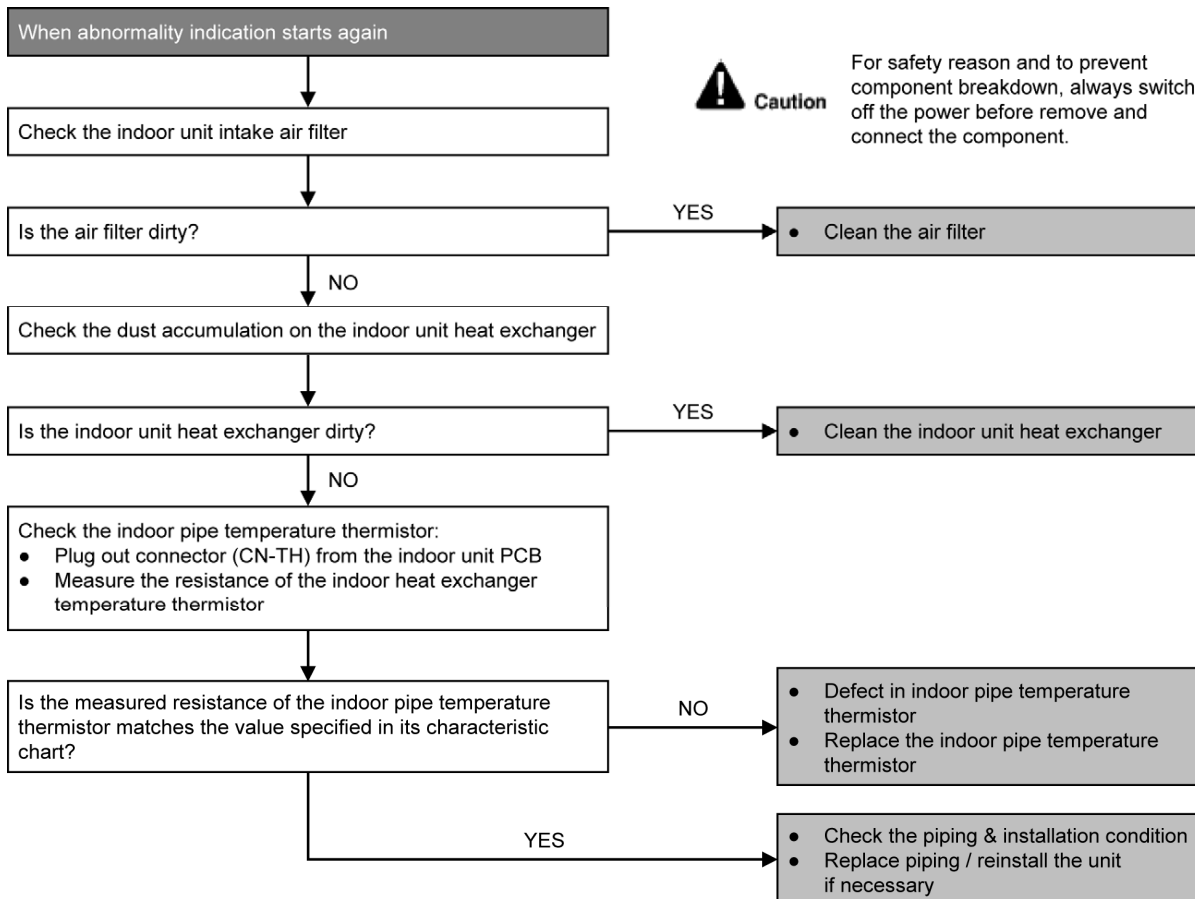 When abnormality indication starts again
For safety reason and to prevent
component breakdown, always switch
off the power before remove and
connect the component.
Caution
Check the indoor unit intake air filter
Is the air filter dirty?
YES
● Clean the air filter
NO
Check the dust accumulation on the indoor unit heat exchanger
Is the indoor unit heat exchanger dirty?
YES
● Clean the indoor unit heat exchanger
NO
Check the indoor pipe temperature thermistor:
● Plug out connector (CN-TH) from the indoor unit PCB
● Measure the resistance of the indoor heat exchanger
temperature thermistor
Is the measured resistance of the indoor pipe temperature
thermistor matches the value specified in its characteristic
chart?
NO
● Defect in indoor pipe temperature
thermistor
● Replace the indoor pipe temperature
thermistor
YES
● Check the piping & installation condition
● Replace piping / reinstall the unit
if necessary